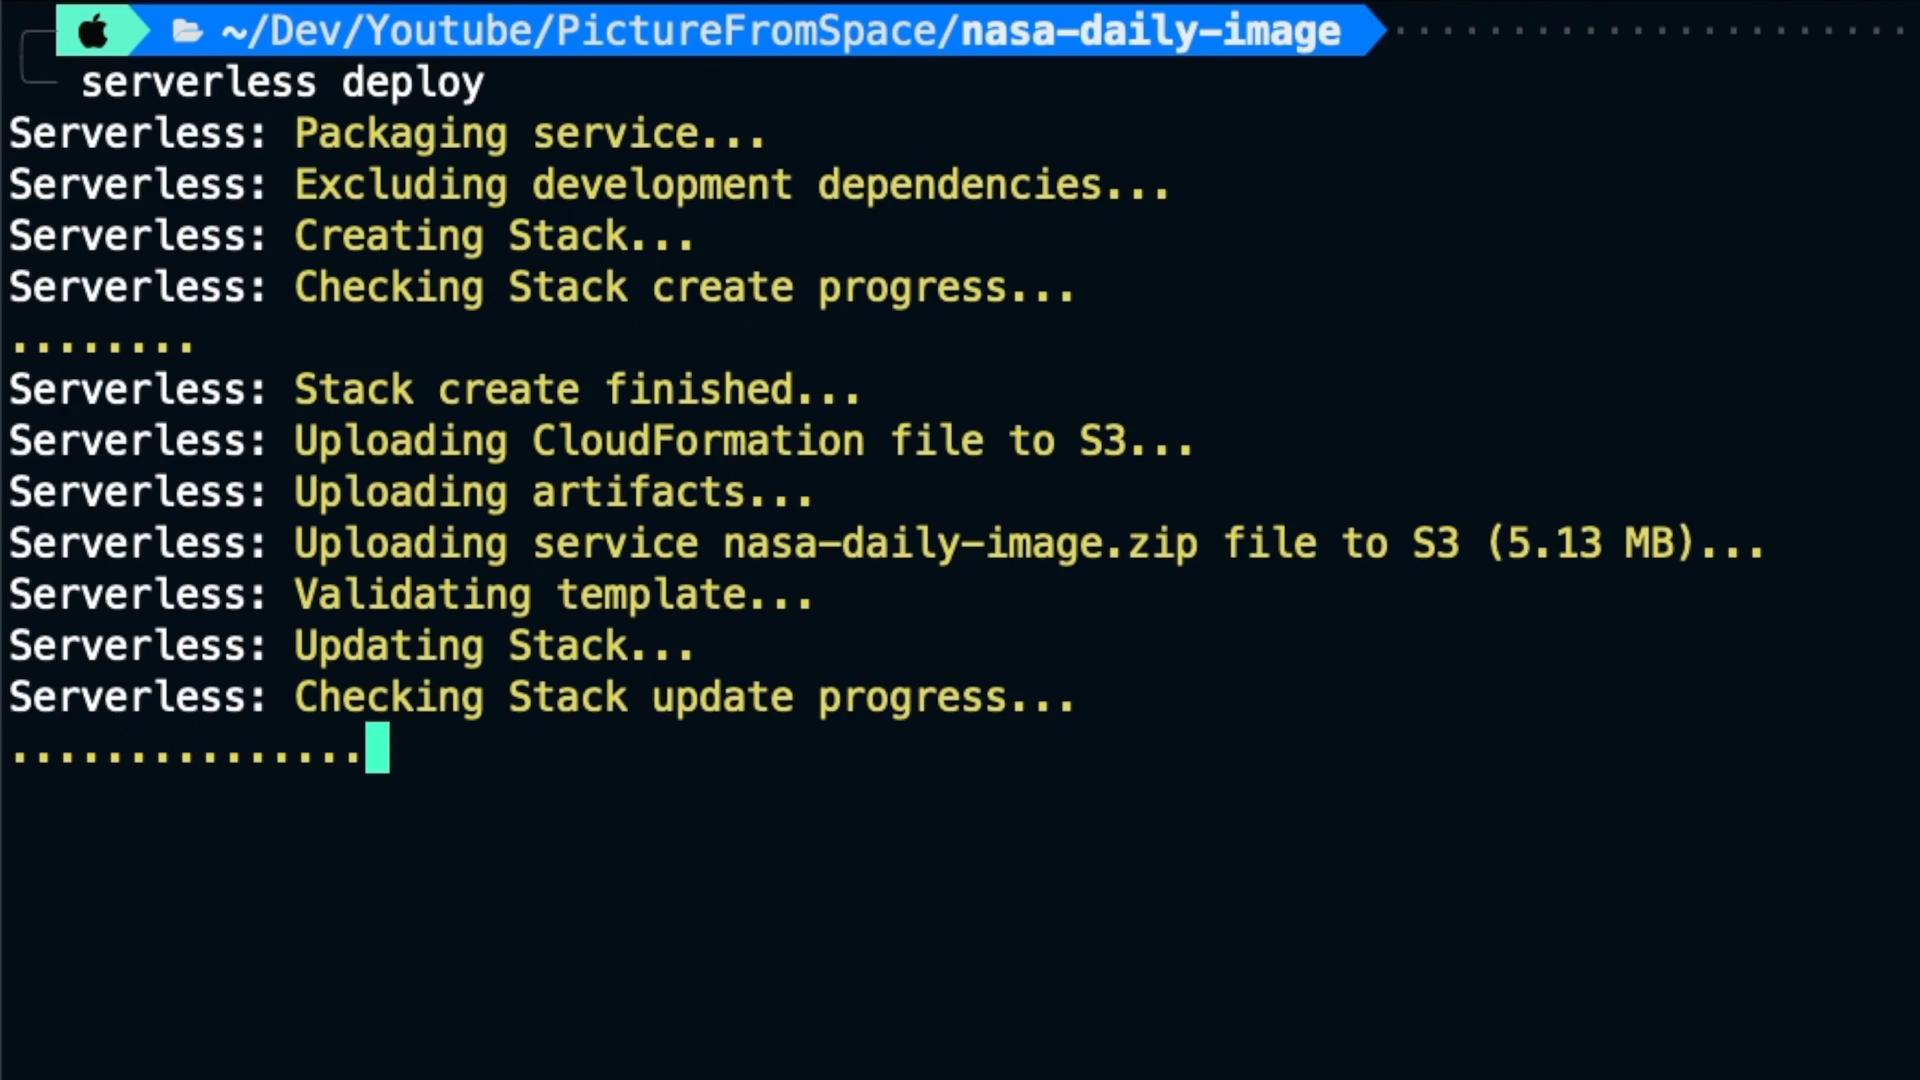 ~/Dev/Youtube/PictureFromSpace/nasa-daily-image
serverless deploy
Serverless: Packaging service...
Serverless: Excluding development dependencies...
Serverless: Creating Stack...
Serverless: Checking Stack create progress...
........
Serverless: Stack create finished...
Serverless: Uploading CloudFormation file to S3...
Serverless: Uploading artifacts...
Serverless: Uploading service nasa-daily-image.zip file to S3 (5.13 MB)...
Serverless: Validating template...
Serverless: Updating Stack...
Serverless: Checking Stack update progress...
...............